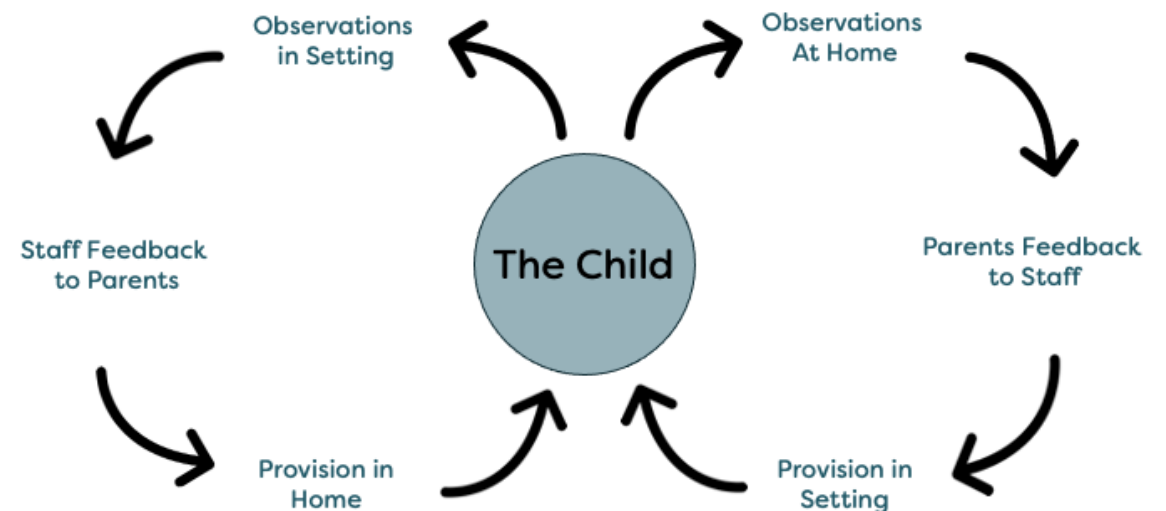 Observations
in Setting
Observations
At Home
Staff Feedback
to Parents
The Child
Parents Feedback
to Staff
Provision in
Home
Provision in
Setting